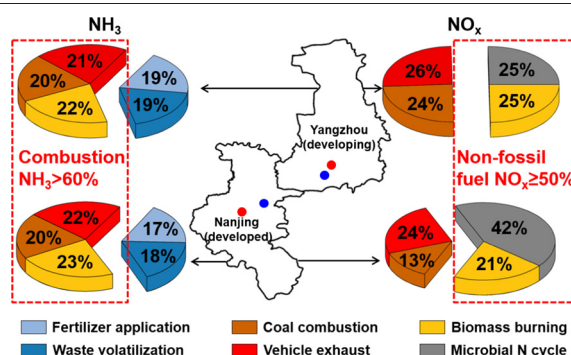 NH₃
NOₓ
21%
20%
22%
19%
19%
26%
24%
25%
25%
Yangzhou
(developing)
Combustion
NH₃>60%
Non-fossil
fuel NOₓ≥50%
Nanjing
(developed)
22%
20%
23%
17%
18%
24%
13%
42%
21%
Fertilizer application
Coal combustion
Biomass burning
Waste volatilization
Vehicle exhaust
Microbial N cycle